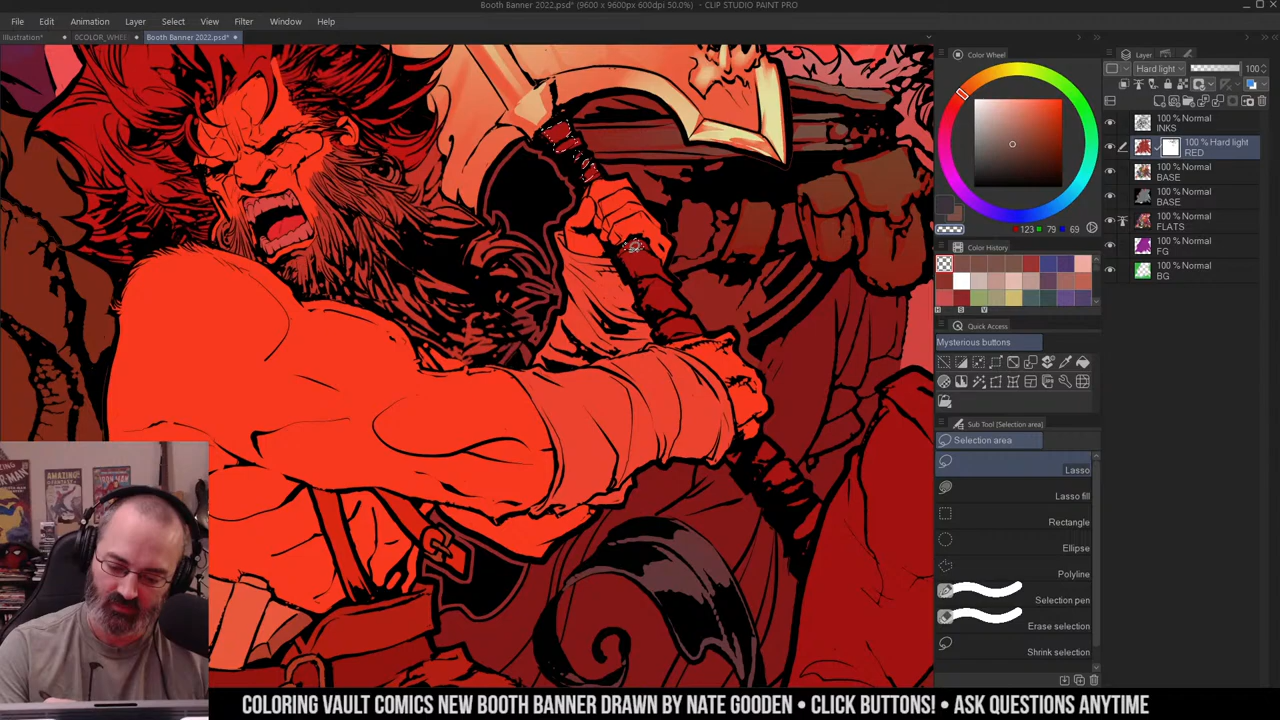 Booth Banner 2022.psd* (9600 x 9600px 600dpi 50.0%) - CLIP STUDIO PAINT PRO
File Edit Animation Layer Select View Filter Window Help
Illustration* 0COLOR_WHEE Booth Banner 2022.psd*
Color Wheel
123 79 69
Color History
H S V
Quick Access
Mysterious buttons
Sub Tool [Selection area]
Selection area
Lasso
Lasso fill
Rectangle
Ellipse
Polyline
Selection pen
Erase selection
Shrink selection
Layer
Hard light 100
100 % Normal
INKS
100 % Hard light
RED
100 % Normal
BASE
100 % Normal
BASE
100 % Normal
FLATS
100 % Normal
FG
100 % Normal
BG
AMAZING
COLORING VAULT COMICS NEW BOOTH BANNER DRAWN BY NATE GOODEN • CLICK BUTTONS! • ASK QUESTIONS ANYTIME